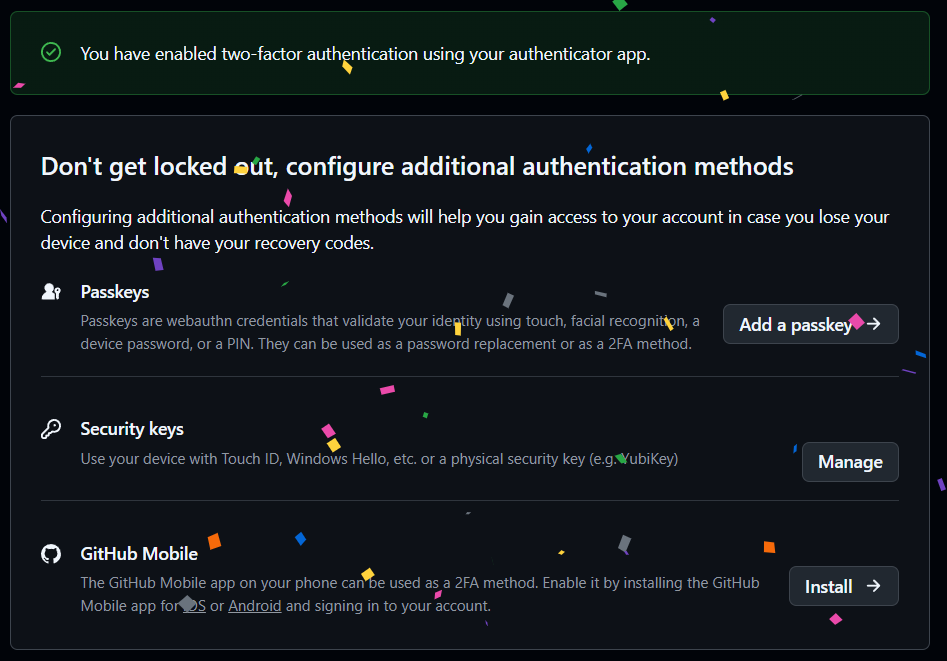 You have enabled two-factor authentication using your authenticator app.
Don't get locked out, configure additional authentication methods
Configuring additional authentication methods will help you gain access to your account in case you lose your
device and don't have your recovery codes.
Passkeys
Passkeys are webauthn credentials that validate your identity using touch, facial recognition, a
device password, or a PIN. They can be used as a password replacement or as a 2FA method.
Add a passkey
Security keys
Use your device with Touch ID, Windows Hello, etc. or a physical security key (e.g. YubiKey)
Manage
GitHub Mobile
The GitHub Mobile app on your phone can be used as a 2FA method. Enable it by installing the GitHub
Mobile app for iOS or Android and signing in to your account.
Install